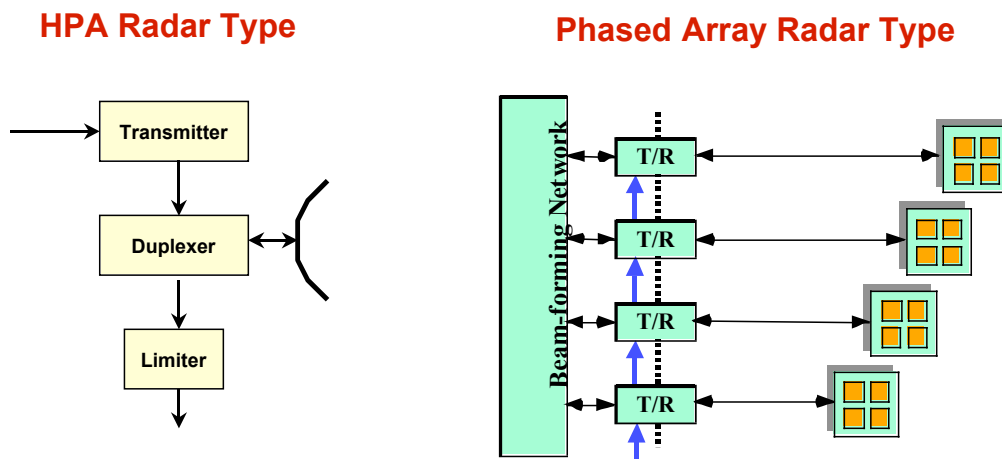 HPA Radar Type
Phased Array Radar Type
Transmitter
Duplexer
Limiter
Beam-forming Network
T/R
T/R
T/R
T/R